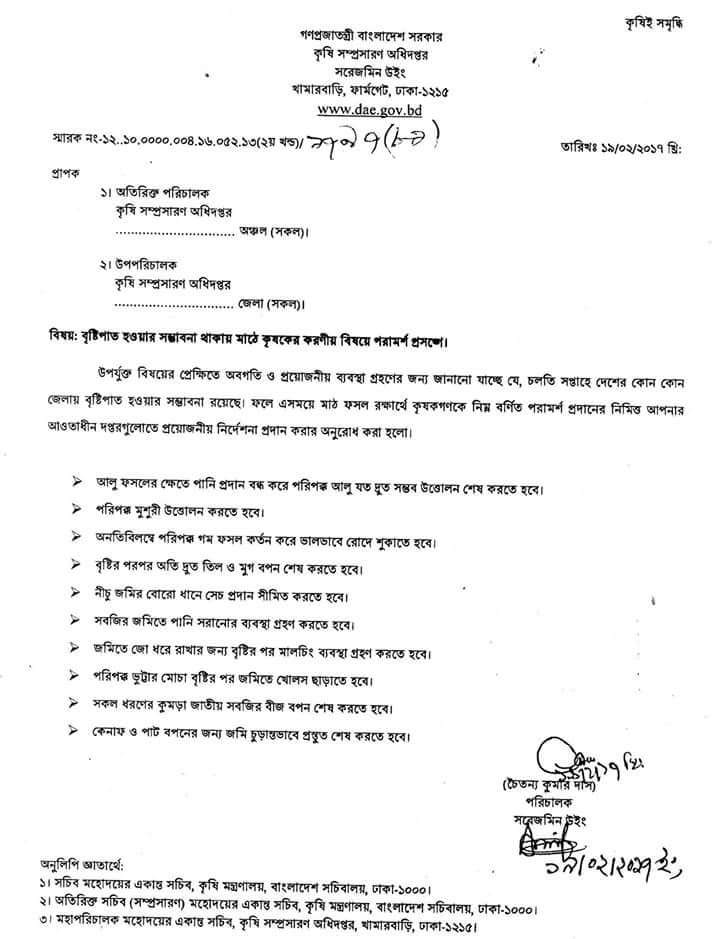 কৃষিই সমৃদ্ধি
গণপ্রজাতন্ত্রী বাংলাদেশ সরকার
কৃষি সম্প্রসারণ অধিদপ্তর
সরেজমিন উইং
খামারবাড়ি, ফার্মগেট, ঢাকা-১২১৫
www.dae.gov.bd
স্মারক নং-১২..১০.০০০০.০০৪.১৬.০৫২.১৩(২য় খন্ড)/
তারিখঃ ১৯/০২/২০১৭ খ্রি:
প্রাপক
১। অতিরিক্ত পরিচালক
কৃষি সম্প্রসারণ অধিদপ্তর
............................... অঞ্চল (সকল)।
২। উপপরিচালক
কৃষি সম্প্রসারণ অধিদপ্তর
............................... জেলা (সকল)।
বিষয়: বৃষ্টিপাত হওয়ার সম্ভাবনা থাকায় মাঠে কৃষকের করণীয় বিষয়ে পরামর্শ প্রসঙ্গে।
উপর্যুক্ত বিষয়ের প্রেক্ষিতে অবগতি ও প্রয়োজনীয় ব্যবস্থা গ্রহণের জন্য জানানো যাচ্ছে যে, চলতি সপ্তাহে দেশের কোন কোন
জেলায় বৃষ্টিপাত হওয়ার সম্ভাবনা রয়েছে। ফলে এসময়ে মাঠ ফসল রক্ষার্থে কৃষকগণকে নিম্ন বর্ণিত পরামর্শ প্রদানের নিমিত্ত আপনার
আওতাধীন দপ্তরগুলোতে প্রয়োজনীয় নির্দেশনা প্রদান করার অনুরোধ করা হলো।
➢ আলু ফসলের ক্ষেতে পানি প্রদান বন্ধ করে পরিপক্ক আলু যত দ্রুত সম্ভব উত্তোলন শেষ করতে হবে।
➢ পরিপক্ক মুশুরী উত্তোলন করতে হবে।
➢ অনতিবিলম্বে পরিপক্ক গম ফসল কর্তন করে ভালভাবে রোদে শুকাতে হবে।
➢ বৃষ্টির পরপর অতি দ্রুত তিল ও মুগ বপন শেষ করতে হবে।
➢ নীচু জমির বোরো ধানে সেচ প্রদান সীমিত করতে হবে।
➢ সবজির জমিতে পানি সরানোর ব্যবস্থা গ্রহণ করতে হবে।
➢ জমিতে জো ধরে রাখার জন্য বৃষ্টির পর মালচিং ব্যবস্থা গ্রহণ করতে হবে।
➢ পরিপক্ক ভুট্টার মোচা বৃষ্টির পর জমিতে খোলস ছাড়াতে হবে।
➢ সকল ধরণের কুমড়া জাতীয় সবজির বীজ বপন শেষ করতে হবে।
➢ কেনাফ ও পাট বপনের জন্য জমি চুড়ান্তভাবে প্রস্তুত শেষ করতে হবে।
(চৈতন্য কুমার দাস)
পরিচালক
সরেজমিন উইং
১৯/০২/২০১৭ ইং
অনুলিপি জ্ঞাতার্থে:
১। সচিব মহোদয়ের একান্ত সচিব, কৃষি মন্ত্রণালয়, বাংলাদেশ সচিবালয়, ঢাকা-১০০০।
২। অতিরিক্ত সচিব (সম্প্রসারণ) মহোদয়ের একান্ত সচিব, কৃষি মন্ত্রণালয়, বাংলাদেশ সচিবালয়, ঢাকা-১০০০।
৩। মহাপরিচালক মহোদয়ের একান্ত সচিব, কৃষি সম্প্রসারণ অধিদপ্তর, খামারবাড়ি, ঢাকা-১২১৫।